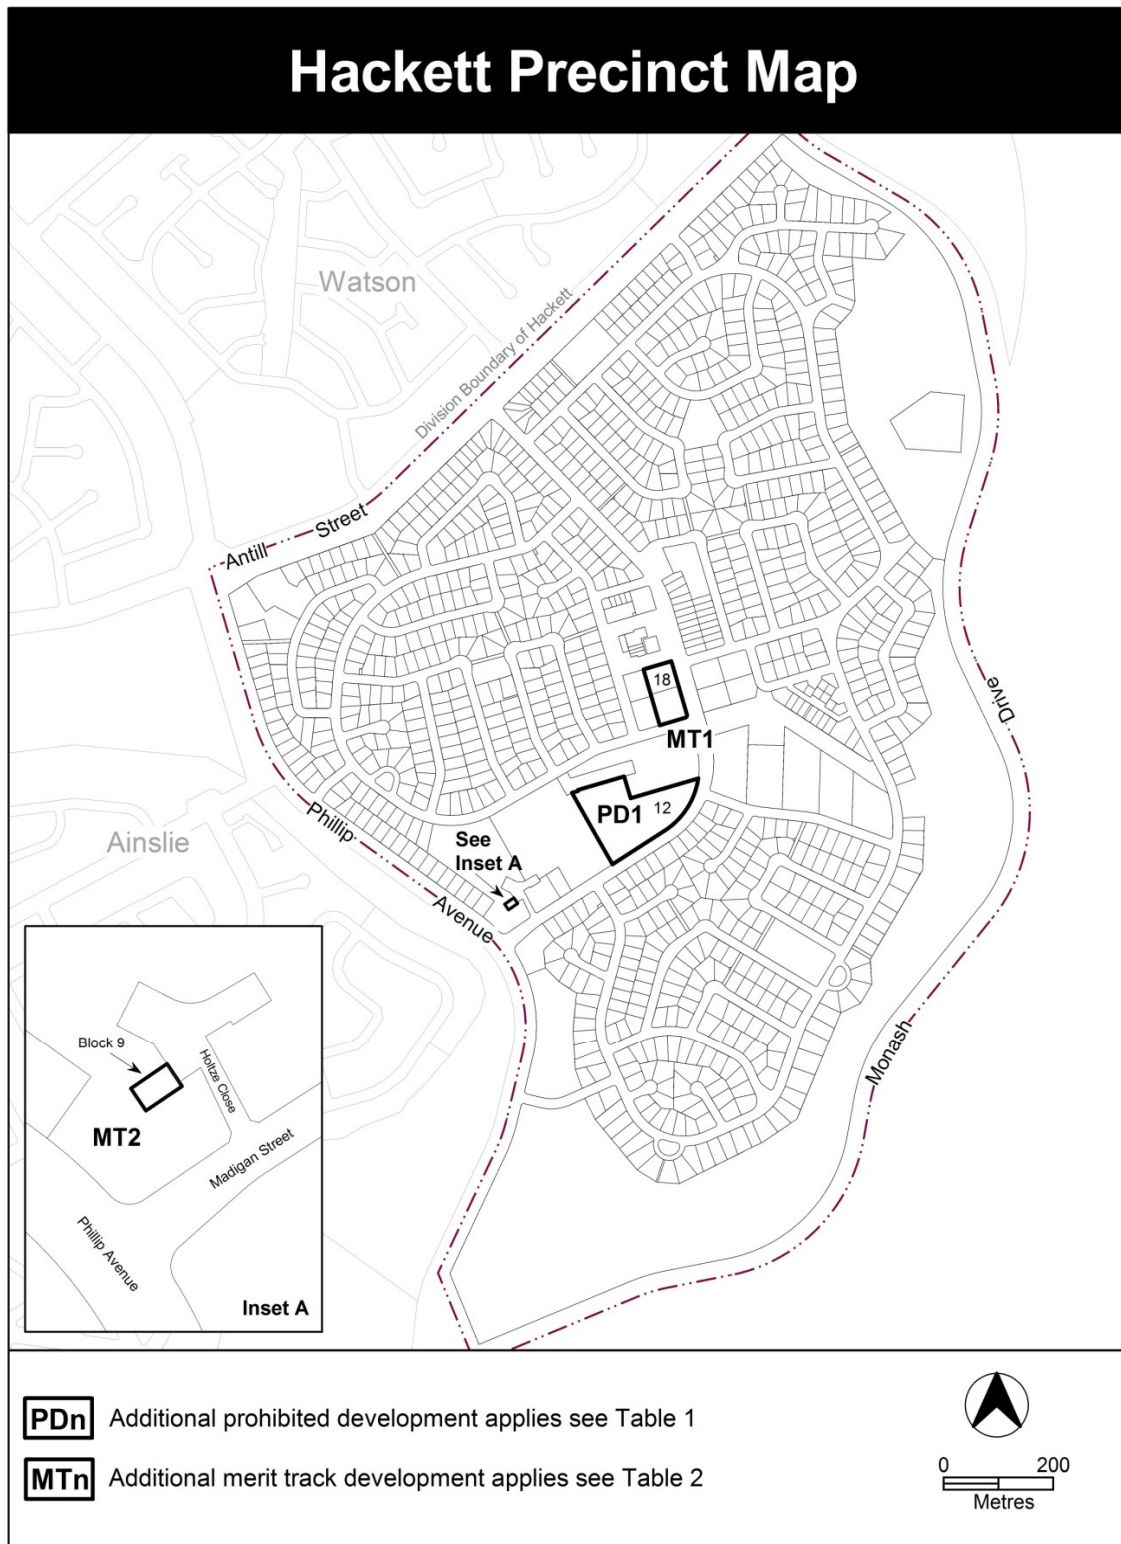 Hackett Precinct Map
Watson
Division Boundary of Hackett
Antill Street
18
MT1
Drive
PD1
12
Phillip
Ainslie
See
Inset A
Avenue
Monash
Block 9
Holtze Close
MT2
Madigan Street
Phillip Avenue
Inset A
PDn Additional prohibited development applies see Table 1
MTn Additional merit track development applies see Table 2
0 200
Metres